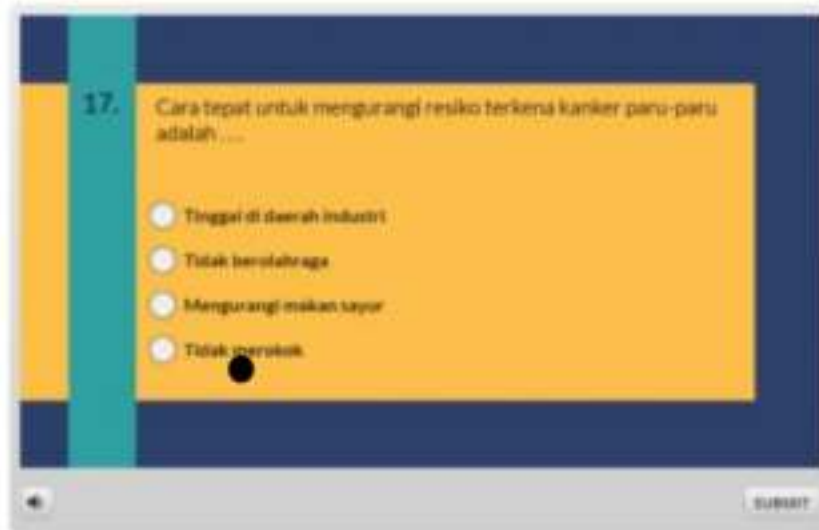 17.
Cara tepat untuk mengurangi resiko terkena kanker paru-paru
adalah ....
Tinggal di daerah industri
Tidak berolahraga
Mengurangi makan sayur
Tidak merokok
SUBMIT